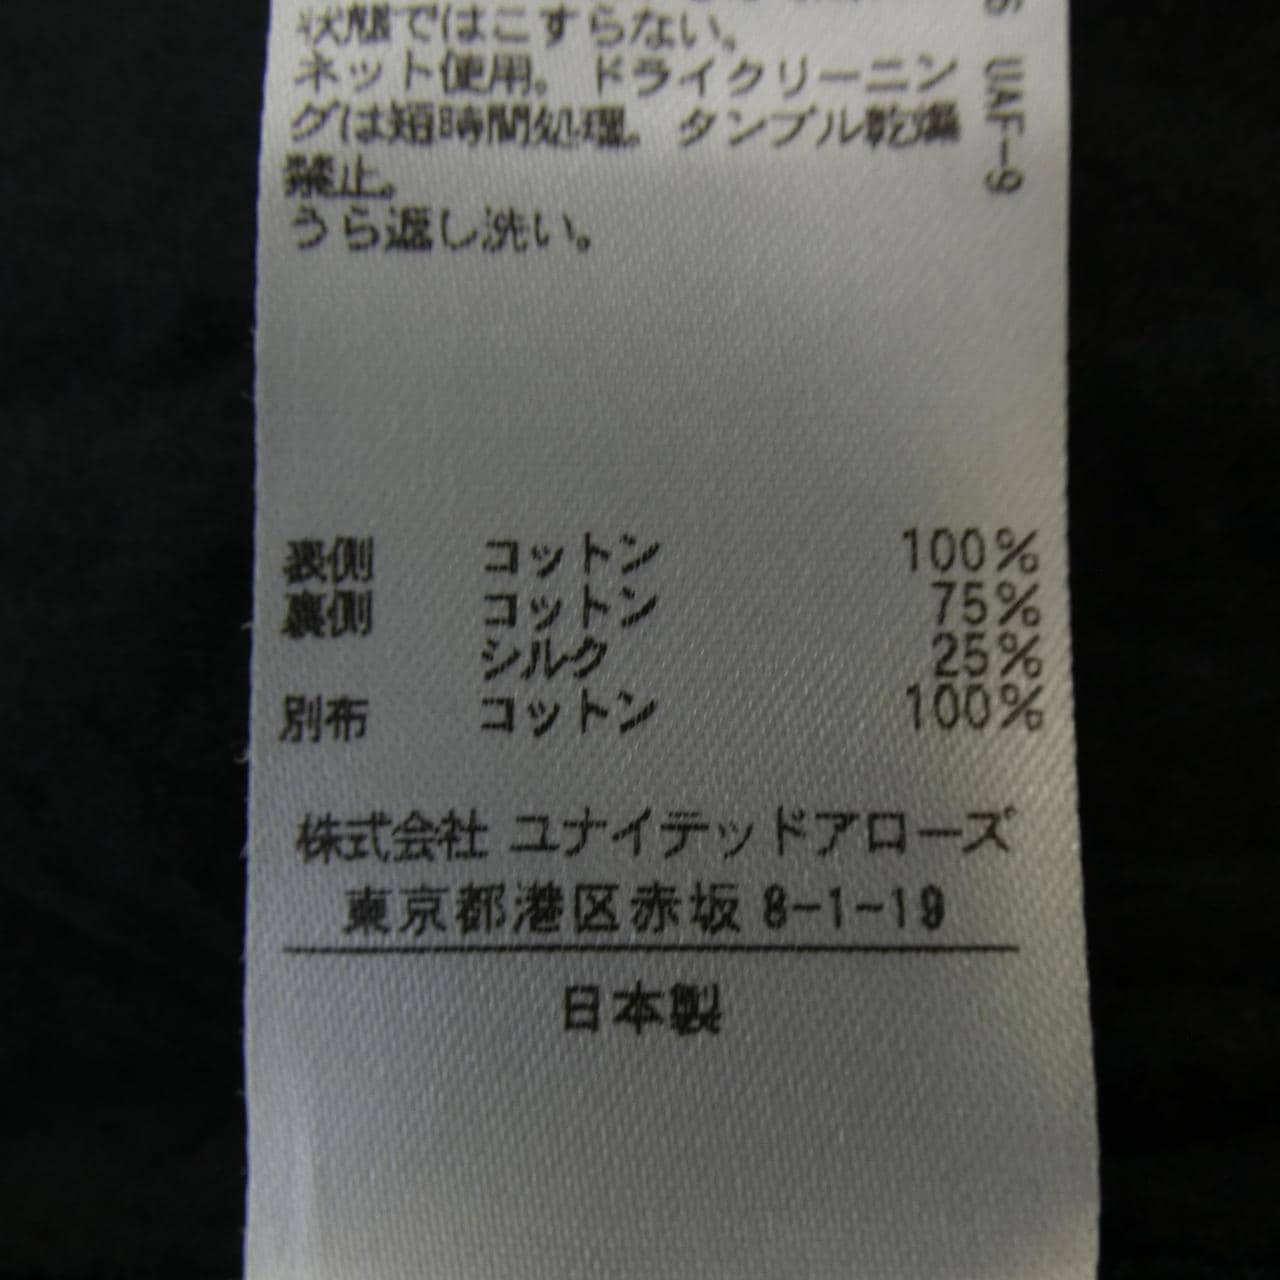 状態ではこすらない。
ネット使用。ドライクリーニン
グは短時間処理。タンブル乾燥
禁止。
うら返し洗い。
UAF-9
表側 コットン 100%
裏側 コットン 75%
シルク 25%
別布 コットン 100%
株式会社 ユナイテッドアローズ
東京都港区赤坂 8-1-19
日本製